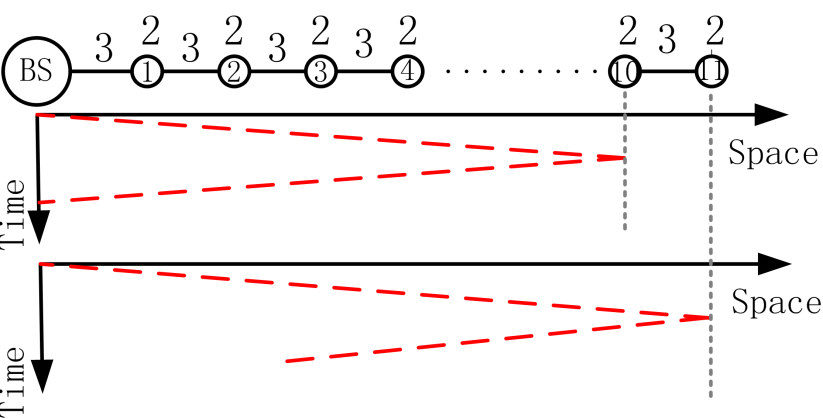 2 2 2 2 2 2
3 3 3 3 3
BS 1 2 3 4 10 11
Space
Time
Space
Time